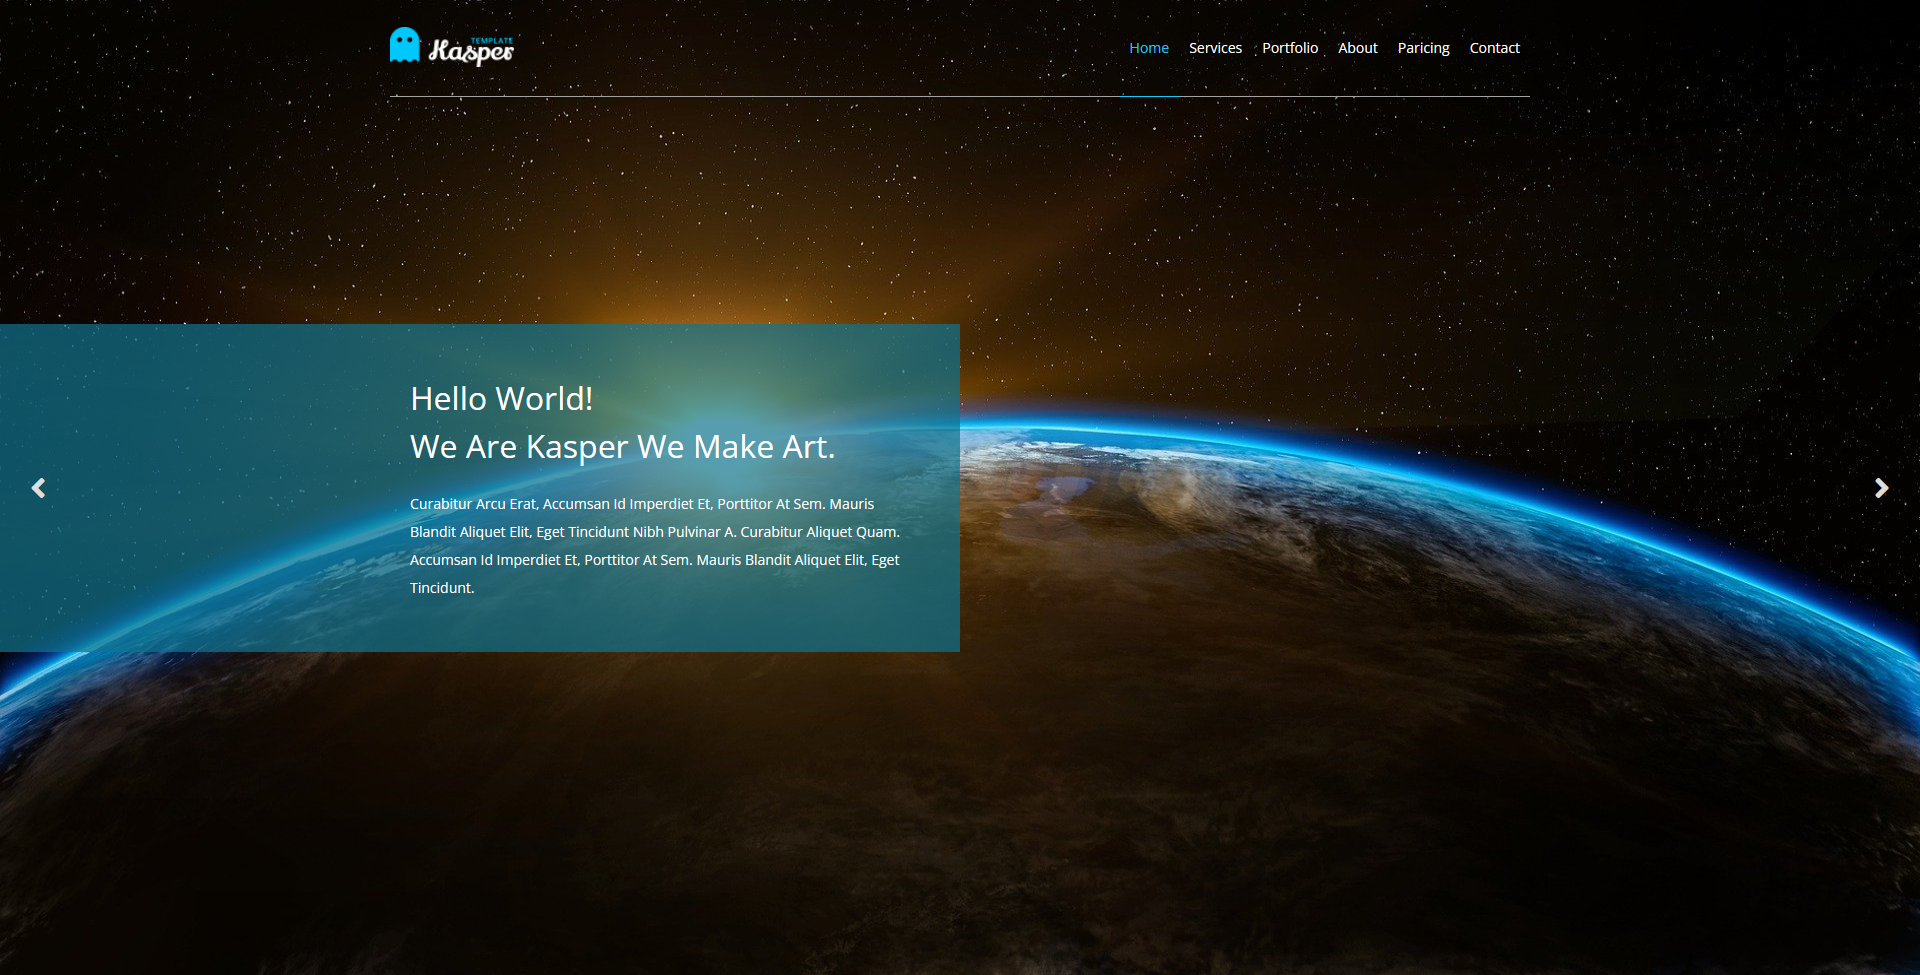 TEMPLATE
Kasper
Home Services Portfolio About Paricing Contact
Hello World!
We Are Kasper We Make Art.
Curabitur Arcu Erat, Accumsan Id Imperdiet Et, Porttitor At Sem. Mauris
Blandit Aliquet Elit, Eget Tincidunt Nibh Pulvinar A. Curabitur Aliquet Quam.
Accumsan Id Imperdiet Et, Porttitor At Sem. Mauris Blandit Aliquet Elit, Eget
Tincidunt.